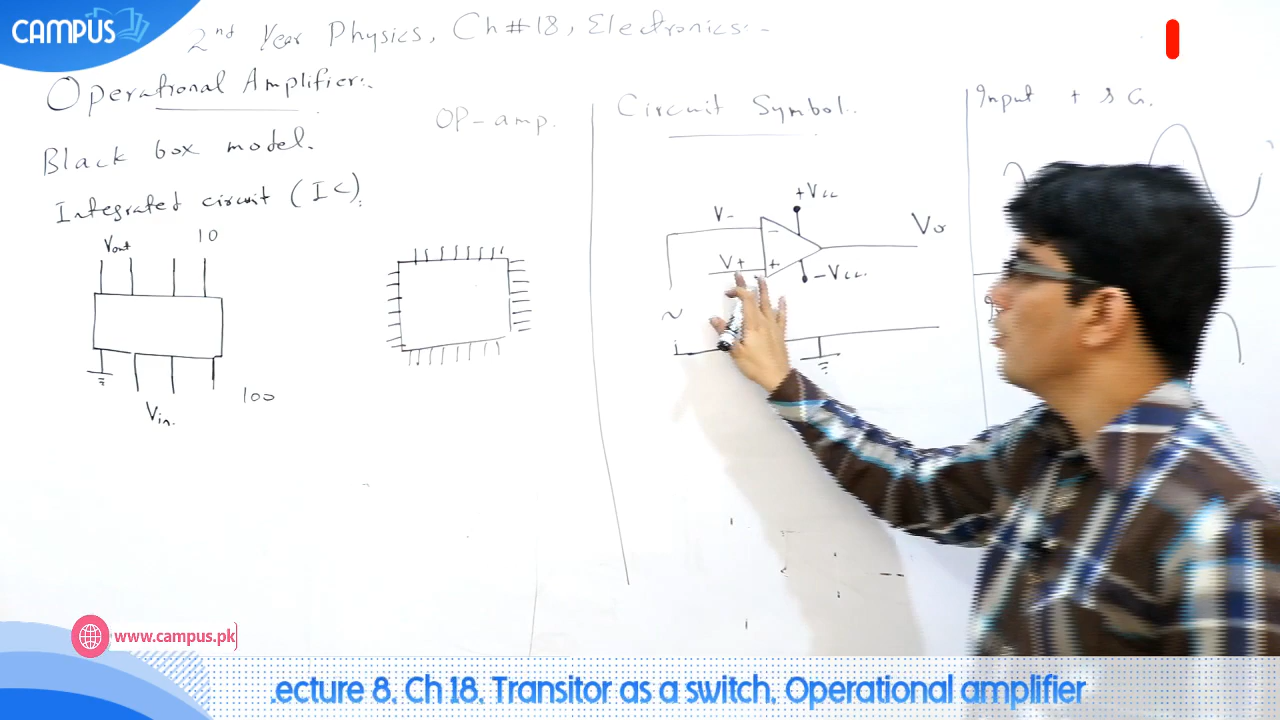 CAMPUS
2nd Year Physics, Ch #18, Electronics:-
Operational Amplifier:.
OP-amp.
Black box model.
Integrated circuit (IC).
Vout
10
Vin.
100
Circuit Symbol.
V-
+Vcc
-
V+
+
-Vcc.
Vo
~
Input + s G.
www.campus.pk
.ecture 8, Ch 18, Transitor as a switch, Operational amplifier